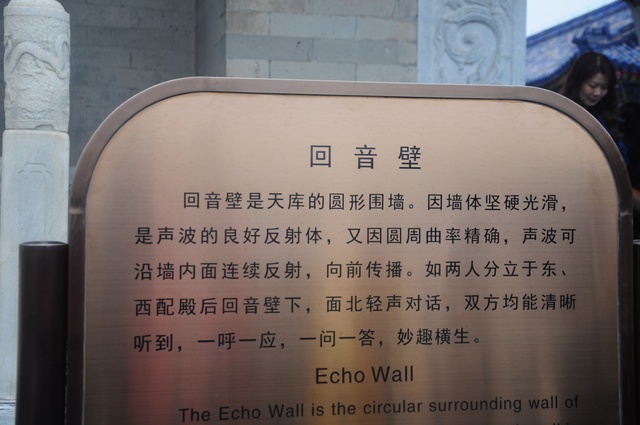 回音壁
回音壁是天库的圆形围墙。因墙体坚硬光滑，
是声波的良好反射体，又因圆周曲率精确，声波可
沿墙内面连续反射，向前传播。如两人分立于东、
西配殿后回音壁下，面北轻声对话，双方均能清晰
听到，一呼一应，一问一答，妙趣横生。
Echo Wall
The Echo Wall is the circular surrounding wall of